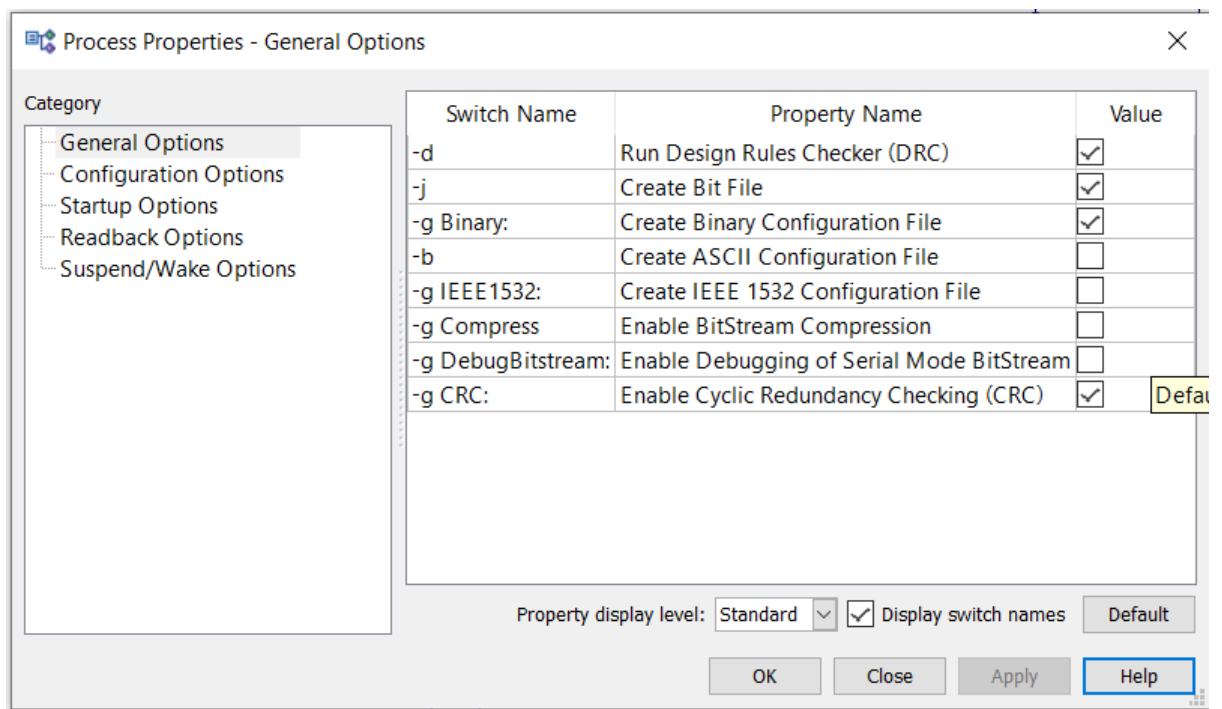 Process Properties - General Options
Category
General Options
Configuration Options
Startup Options
Readback Options
Suspend/Wake Options
Switch Name Property Name Value
-d Run Design Rules Checker (DRC)
-j Create Bit File
-g Binary: Create Binary Configuration File
-b Create ASCII Configuration File
-g IEEE1532: Create IEEE 1532 Configuration File
-g Compress Enable BitStream Compression
-g DebugBitstream: Enable Debugging of Serial Mode BitStream
-g CRC: Enable Cyclic Redundancy Checking (CRC)
Defau
Property display level: Standard Display switch names Default
OK Close Apply Help